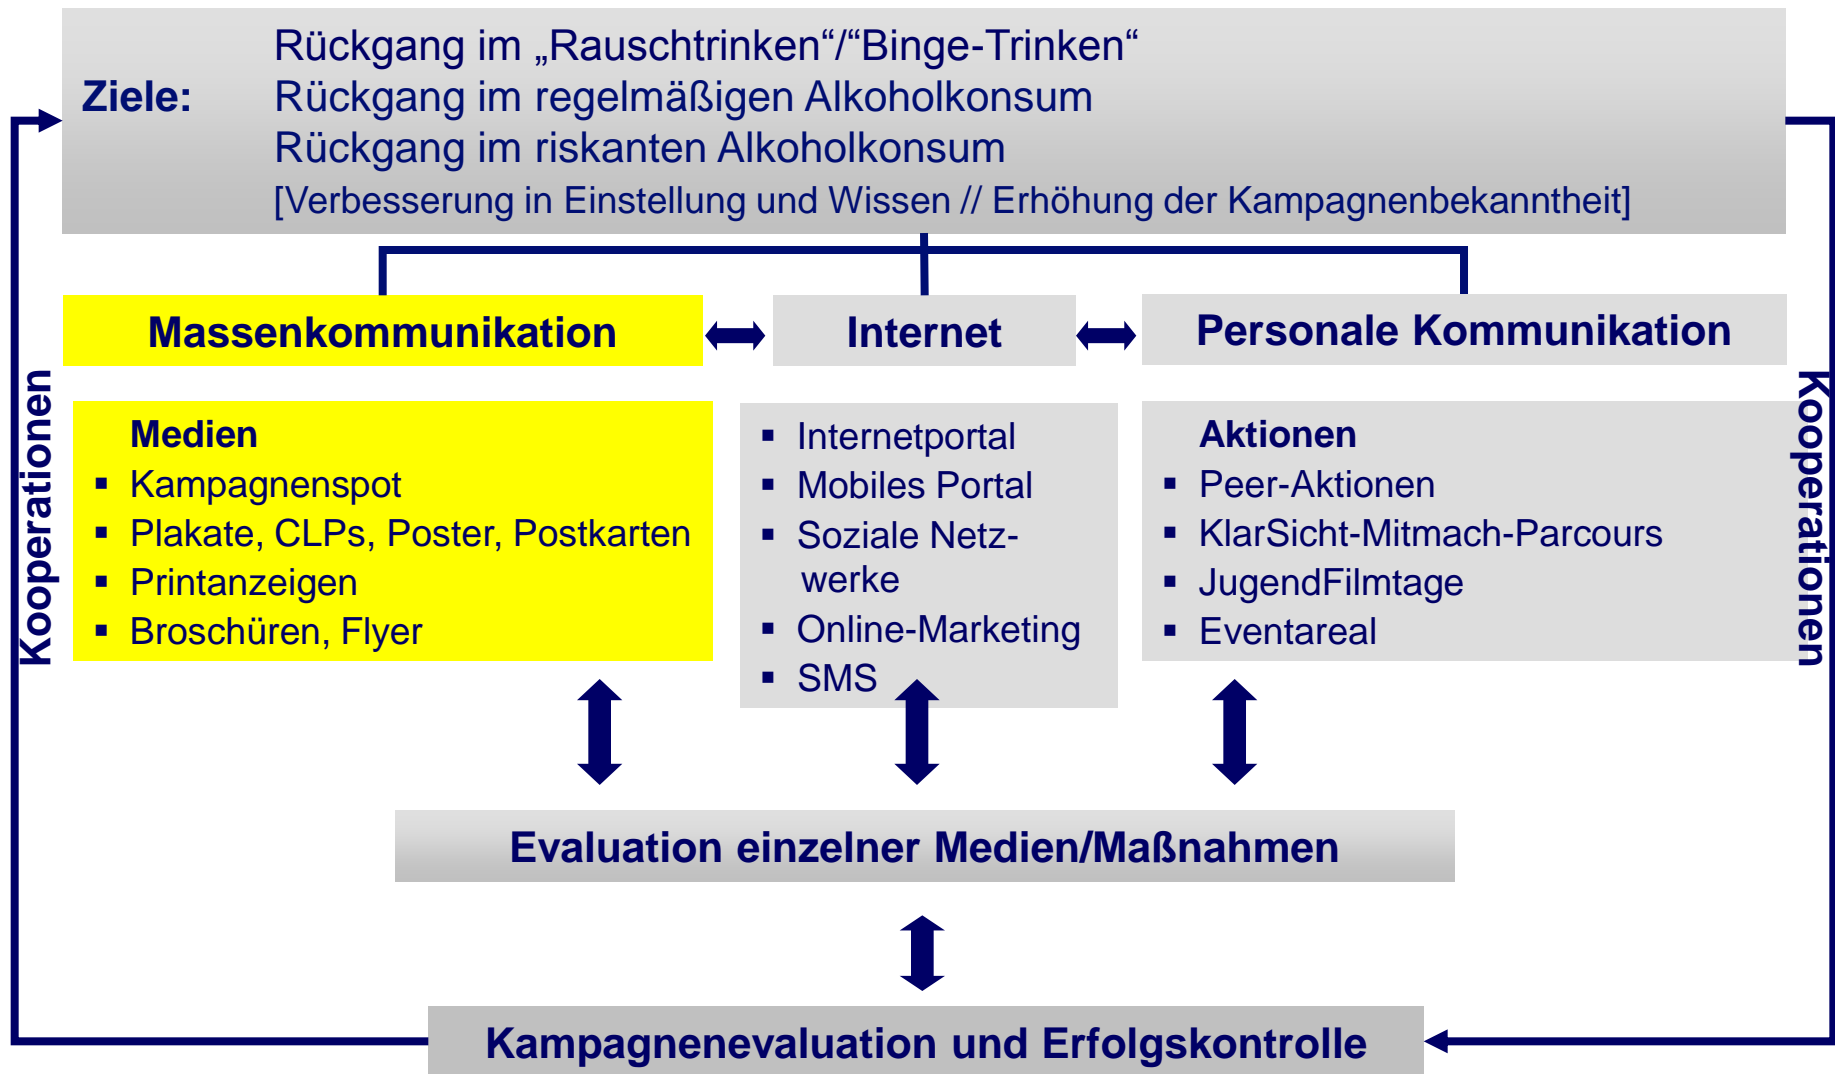 Rückgang im „Rauschtrinken“/“Binge-Trinken“
Ziele: Rückgang im regelmäßigen Alkoholkonsum
Rückgang im riskanten Alkoholkonsum
[Verbesserung in Einstellung und Wissen // Erhöhung der Kampagnenbekanntheit]
Massenkommunikation
Internet
Personale Kommunikation
Kooperationen
Medien
▪ Kampagnenspot
▪ Plakate, CLPs, Poster, Postkarten
▪ Printanzeigen
▪ Broschüren, Flyer
▪ Internetportal
▪ Mobiles Portal
▪ Soziale Netz-
werke
▪ Online-Marketing
▪ SMS
Aktionen
▪ Peer-Aktionen
▪ KlarSicht-Mitmach-Parcours
▪ JugendFilmtage
▪ Eventareal
Kooperationen
Evaluation einzelner Medien/Maßnahmen
Kampagnenevaluation und Erfolgskontrolle